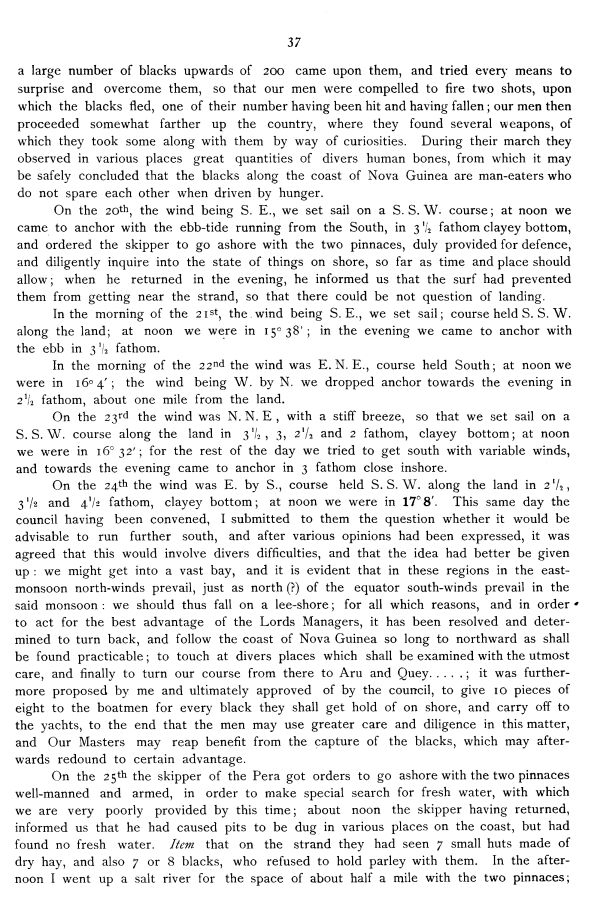 37
a large number of blacks upwards of 200 came upon them, and tried every means to
surprise and overcome them, so that our men were compelled to fire two shots, upon
which the blacks fled, one of their number having been hit and having fallen; our men then
proceeded somewhat farther up the country, where they found several weapons, of
which they took some along with them by way of curiosities. During their march they
observed in various places great quantities of divers human bones, from which it may
be safely concluded that the blacks along the coast of Nova Guinea are man-eaters who
do not spare each other when driven by hunger.
On the 20th, the wind being S. E., we set sail on a S. S. W. course; at noon we
came to anchor with the ebb-tide running from the South, in 3 1/2 fathom clayey bottom,
and ordered the skipper to go ashore with the two pinnaces, duly provided for defence,
and diligently inquire into the state of things on shore, so far as time and place should
allow; when he returned in the evening, he informed us that the surf had prevented
them from getting near the strand, so that there could be not question of landing.
In the morning of the 21st, the wind being S. E., we set sail; course held S. S. W.
along the land; at noon we were in 15° 38'; in the evening we came to anchor with
the ebb in 3 1/2 fathom.
In the morning of the 22nd the wind was E. N. E., course held South; at noon we
were in 16° 4'; the wind being W. by N. we dropped anchor towards the evening in
2 1/2 fathom, about one mile from the land.
On the 23rd the wind was N. N. E, with a stiff breeze, so that we set sail on a
S. S. W. course along the land in 3 1/2, 3, 2 1/2 and 2 fathom, clayey bottom; at noon
we were in 16° 32'; for the rest of the day we tried to get south with variable winds,
and towards the evening came to anchor in 3 fathom close inshore.
On the 24th the wind was E. by S., course held S. S. W. along the land in 2 1/2,
3 1/2 and 4 1/2 fathom, clayey bottom; at noon we were in 17° 8'. This same day the
council having been convened, I submitted to them the question whether it would be
advisable to run further south, and after various opinions had been expressed, it was
agreed that this would involve divers difficulties, and that the idea had better be given
up: we might get into a vast bay, and it is evident that in these regions in the east-
monsoon north-winds prevail, just as north (?) of the equator south-winds prevail in the
said monsoon: we should thus fall on a lee-shore; for all which reasons, and in order
to act for the best advantage of the Lords Managers, it has been resolved and deter-
mined to turn back, and follow the coast of Nova Guinea so long to northward as shall
be found practicable; to touch at divers places which shall be examined with the utmost
care, and finally to turn our course from there to Aru and Quey.....; it was further-
more proposed by me and ultimately approved of by the council, to give 10 pieces of
eight to the boatmen for every black they shall get hold of on shore, and carry off to
the yachts, to the end that the men may use greater care and diligence in this matter,
and Our Masters may reap benefit from the capture of the blacks, which may after-
wards redound to certain advantage.
On the 25th the skipper of the Pera got orders to go ashore with the two pinnaces
well-manned and armed, in order to make special search for fresh water, with which
we are very poorly provided by this time; about noon the skipper having returned,
informed us that he had caused pits to be dug in various places on the coast, but had
found no fresh water. Item that on the strand they had seen 7 small huts made of
dry hay, and also 7 or 8 blacks, who refused to hold parley with them. In the after-
noon I went up a salt river for the space of about half a mile with the two pinnaces;